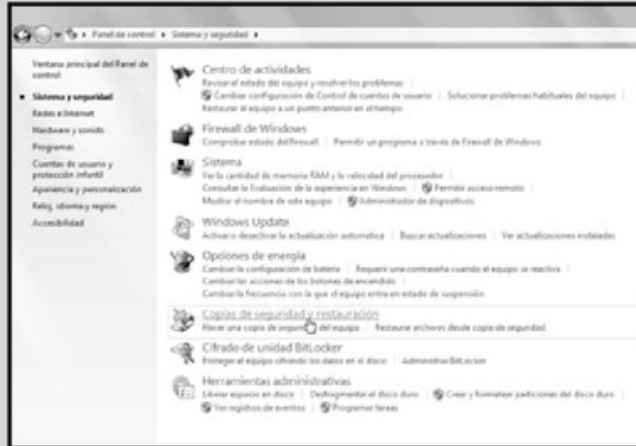 Panel de control ▸ Sistema y seguridad ▸
Ventana principal del Panel de
control
Sistema y seguridad
Redes e Internet
Hardware y sonido
Programas
Cuentas de usuario y
protección infantil
Apariencia y personalización
Reloj, idioma y región
Accesibilidad
Centro de actividades
Revisar el estado del equipo y resolver los problemas
Cambiar configuración de Control de cuentas de usuario | Solucionar problemas habituales del equipo
Restaurar el equipo a un punto anterior en el tiempo
Firewall de Windows
Comprobar estado del Firewall | Permitir un programa a través de Firewall de Windows
Sistema
Ver la cantidad de memoria RAM y la velocidad del procesador
Consultar la Evaluación de la experiencia en Windows | Permitir acceso remoto
Mostrar el nombre de este equipo | Administrador de dispositivos
Windows Update
Activar o desactivar la actualización automática | Buscar actualizaciones | Ver actualizaciones instaladas
Opciones de energía
Cambiar la configuración de batería | Requerir una contraseña cuando el equipo se reactive
Cambiar las acciones de los botones de encendido
Cambiar la frecuencia con la que el equipo entra en estado de suspensión
Copias de seguridad y restauración
Hacer una copia de seguridad del equipo | Restaurar archivos desde copia de seguridad
Cifrado de unidad BitLocker
Proteger el equipo cifrando los datos en el disco | Administrar BitLocker
Herramientas administrativas
Liberar espacio en disco | Desfragmentar el disco duro | Crear y formatear particiones del disco duro
Ver registros de eventos | Programar tareas